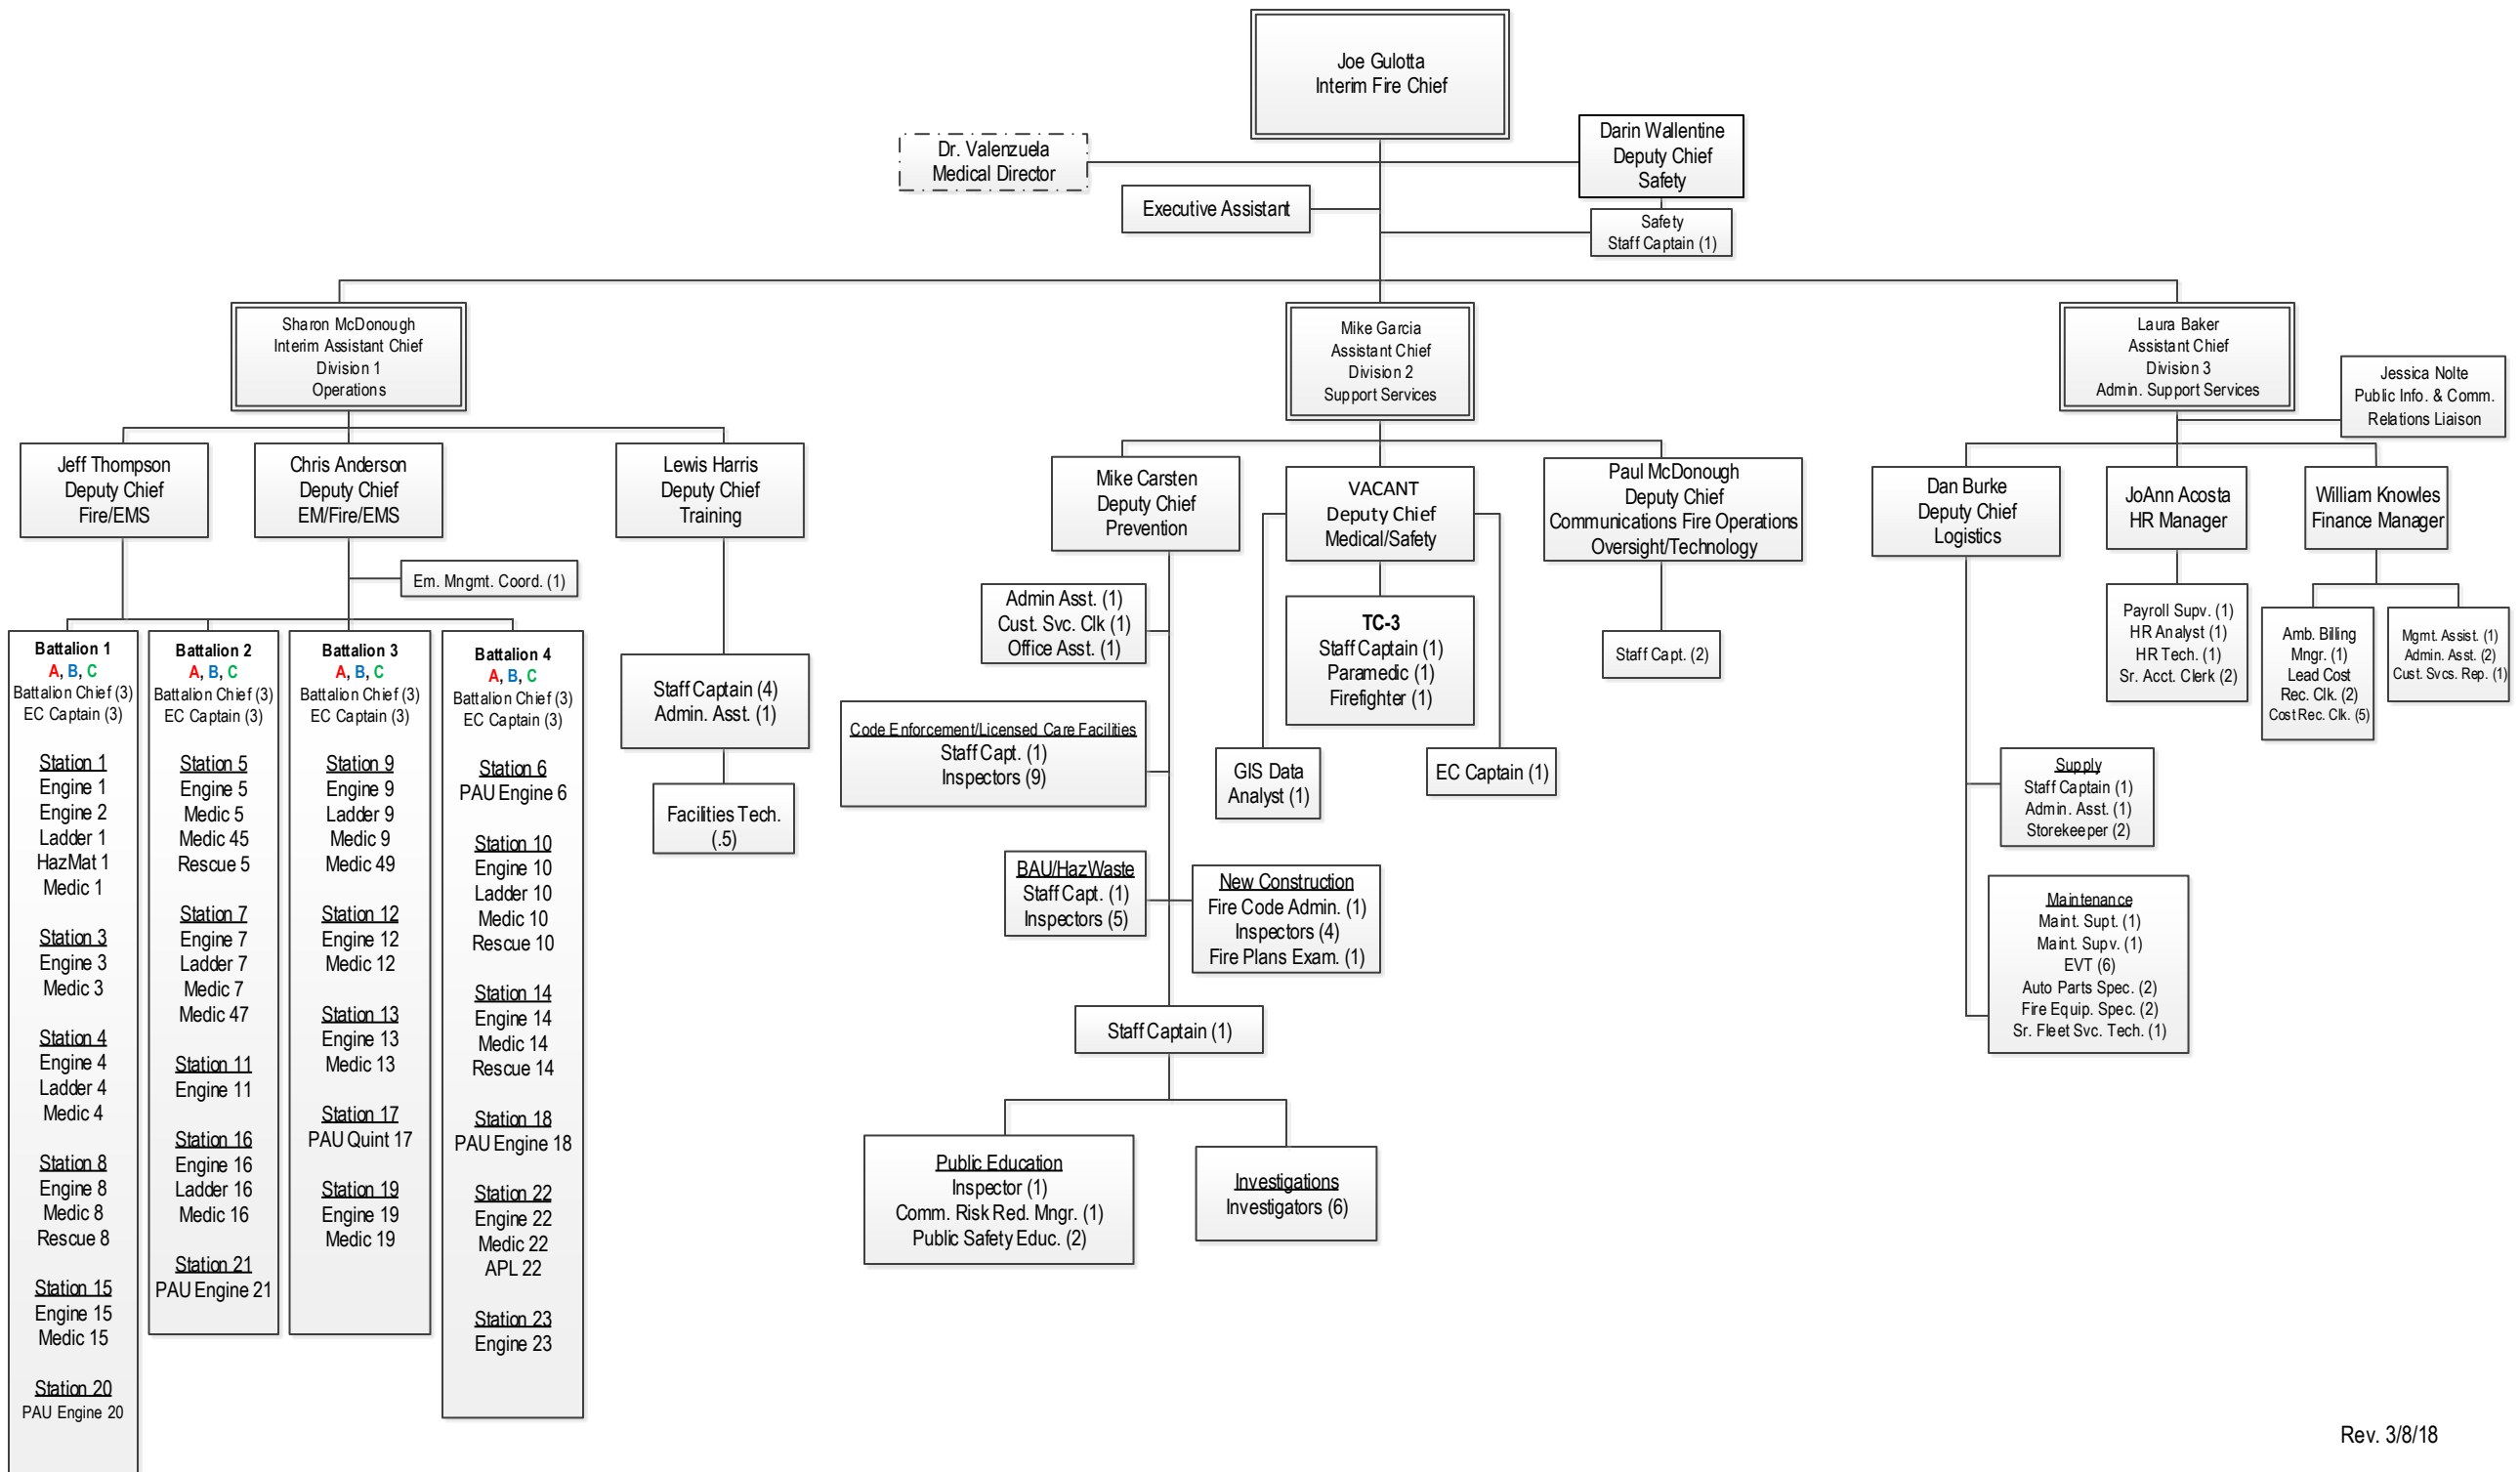 Joe Gulotta
Interim Fire Chief
Dr. Valenzuela
Medical Director
Darin Wallentine
Deputy Chief
Safety
Executive Assistant
Safety
Staff Captain (1)
Sharon McDonough
Interim Assistant Chief
Division 1
Operations
Mike Garcia
Assistant Chief
Division 2
Support Services
Laura Baker
Assistant Chief
Division 3
Admin. Support Services
Jessica Nolte
Public Info. & Comm.
Relations Liaison
Jeff Thompson
Deputy Chief
Fire/EMS
Chris Anderson
Deputy Chief
EM/Fire/EMS
Lewis Harris
Deputy Chief
Training
Mike Carsten
Deputy Chief
Prevention
VACANT
Deputy Chief
Medical/Safety
Paul McDonough
Deputy Chief
Communications Fire Operations
Oversight/Technology
Dan Burke
Deputy Chief
Logistics
JoAnn Acosta
HR Manager
William Knowles
Finance Manager
Em. Mngmt. Coord. (1)
Battalion 1
A, B, C
Battalion Chief (3)
EC Captain (3)
Station 1
Engine 1
Engine 2
Ladder 1
HazMat 1
Medic 1
Station 3
Engine 3
Medic 3
Station 4
Engine 4
Ladder 4
Medic 4
Station 8
Engine 8
Medic 8
Rescue 8
Station 15
Engine 15
Medic 15
Station 20
PAU Engine 20
Battalion 2
A, B, C
Battalion Chief (3)
EC Captain (3)
Station 5
Engine 5
Medic 5
Medic 45
Rescue 5
Station 7
Engine 7
Ladder 7
Medic 7
Medic 47
Station 11
Engine 11
Station 16
Engine 16
Ladder 16
Medic 16
Station 21
PAU Engine 21
Battalion 3
A, B, C
Battalion Chief (3)
EC Captain (3)
Station 9
Engine 9
Ladder 9
Medic 9
Medic 49
Station 12
Engine 12
Medic 12
Station 13
Engine 13
Medic 13
Station 17
PAU Quint 17
Station 19
Engine 19
Medic 19
Battalion 4
A, B, C
Battalion Chief (3)
EC Captain (3)
Station 6
PAU Engine 6
Station 10
Engine 10
Ladder 10
Medic 10
Rescue 10
Station 14
Engine 14
Medic 14
Rescue 14
Station 18
PAU Engine 18
Station 22
Engine 22
Medic 22
APL 22
Station 23
Engine 23
Staff Captain (4)
Admin. Asst. (1)
Facilities Tech.
(.5)
Admin Asst. (1)
Cust. Svc. Clk (1)
Office Asst. (1)
Code Enforcement/Licensed Care Facilities
Staff Capt. (1)
Inspectors (9)
BAU/HazWaste
Staff Capt. (1)
Inspectors (5)
New Construction
Fire Code Admin. (1)
Inspectors (4)
Fire Plans Exam. (1)
Staff Captain (1)
Public Education
Inspector (1)
Comm. Risk Red. Mngr. (1)
Public Safety Educ. (2)
Investigations
Investigators (6)
TC-3
Staff Captain (1)
Paramedic (1)
Firefighter (1)
GIS Data
Analyst (1)
EC Captain (1)
Staff Capt. (2)
Supply
Staff Captain (1)
Admin. Asst. (1)
Storekeeper (2)
Maintenance
Maint. Supt. (1)
Maint. Supv. (1)
EVT (6)
Auto Parts Spec. (2)
Fire Equip. Spec. (2)
Sr. Fleet Svc. Tech. (1)
Payroll Supv. (1)
HR Analyst (1)
HR Tech. (1)
Sr. Acct. Clerk (2)
Amb. Billing
Mngr. (1)
Lead Cost
Rec. Clk. (2)
Cost Rec. Clk. (5)
Mgmt. Assist. (1)
Admin. Asst. (2)
Cust. Svcs. Rep. (1)
Rev. 3/8/18